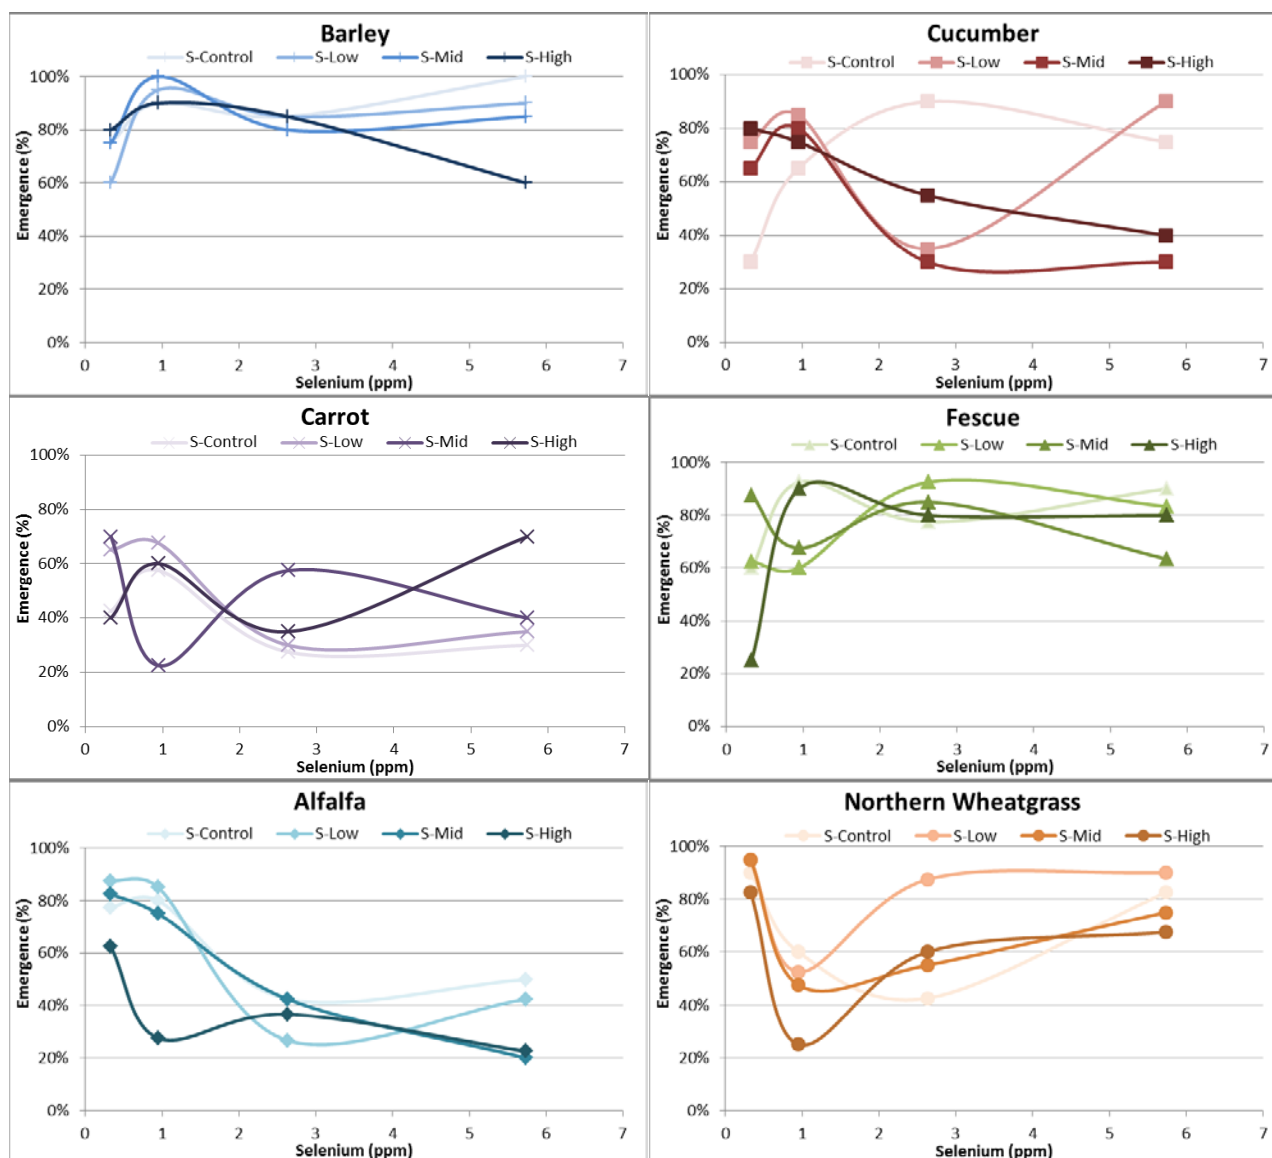 Barley
S-Control S-Low S-Mid S-High
100%
80%
60%
40%
20%
0%
Emergence (%)
0 1 2 3 4 5 6 7
Selenium (ppm)
Cucumber
S-Control S-Low S-Mid S-High
100%
80%
60%
40%
20%
0%
Emergence (%)
0 1 2 3 4 5 6 7
Selenium (ppm)
Carrot
S-Control S-Low S-Mid S-High
100%
80%
60%
40%
20%
0%
Emergence (%)
0 1 2 3 4 5 6 7
Selenium (ppm)
Fescue
S-Control S-Low S-Mid S-High
100%
80%
60%
40%
20%
0%
Emergence (%)
0 1 2 3 4 5 6 7
Selenium (ppm)
Alfalfa
S-Control S-Low S-Mid S-High
100%
80%
60%
40%
20%
0%
Emergence (%)
0 1 2 3 4 5 6 7
Selenium (ppm)
Northern Wheatgrass
S-Control S-Low S-Mid S-High
100%
80%
60%
40%
20%
0%
Emergence (%)
0 1 2 3 4 5 6 7
Selenium (ppm)